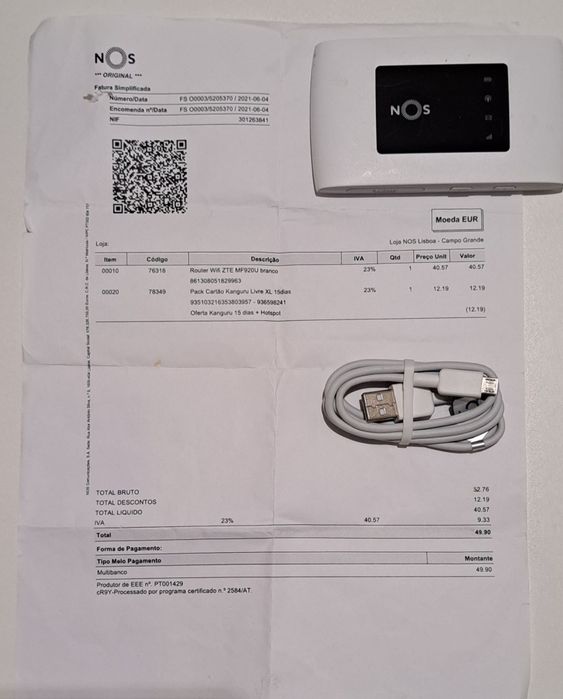 NOS
*** ORIGINAL ***
Fatura Simplificada
Número/Data FS O0003/5205370 / 2021-06-04
Encomenda nº/Data FS O0003/5205370 / 2021-06-04
NIF 301263841
NOS
Moeda EUR
Loja: Loja NOS Lisboa - Campo Grande
Item Código Descrição IVA Qtd Preço Unit Valor
00010 76318 Router Wifi ZTE MF920U branco 23% 1 40.57 40.57
861308051829963
00020 78349 Pack Cartão Kanguru Livre XL 15dias 23% 1 12.19 12.19
935103216353803957 - 936598241
Oferta Kanguru 15 dias + Hotspot (12.19)
TOTAL BRUTO 52.76
TOTAL DESCONTOS 12.19
TOTAL LIQUIDO 40.57
IVA 23% 40.57 9.33
Total 49.90
Forma de Pagamento:
Tipo Meio Pagamento Montante
Multibanco 49.90
Produtor de EEE nº. PT001429
cR9Y-Processado por programa certificado n.º 2584/AT.